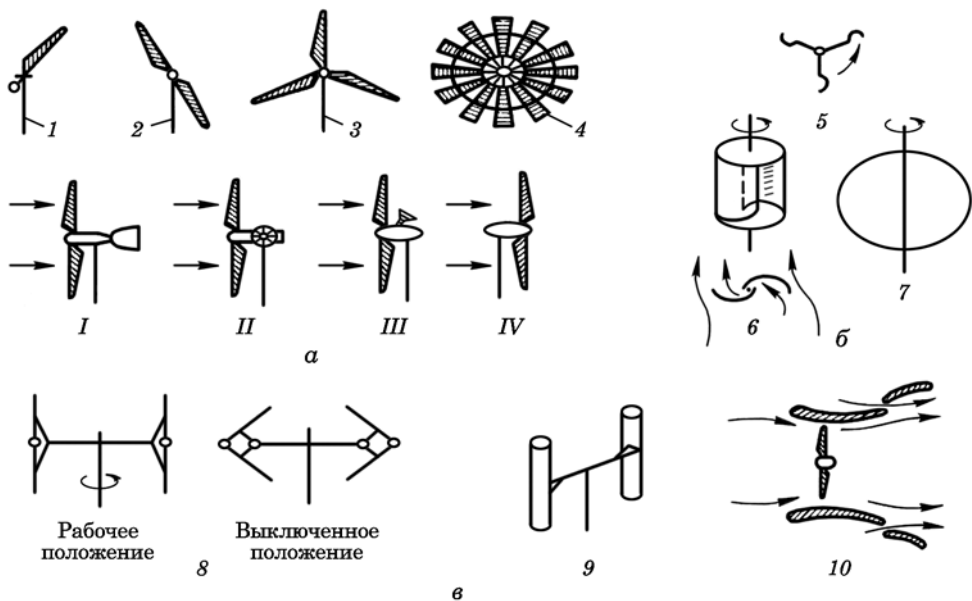 1
2
3
4
5
I
II
III
IV
а
6
7
б
Рабочее
положение
Выключенное
положение
8
9
10
в